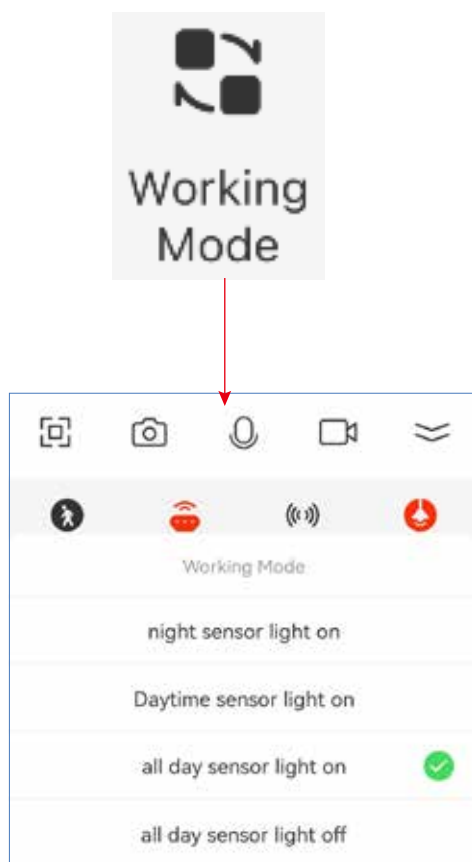 Working
Mode
Working Mode
night sensor light on
Daytime sensor light on
all day sensor light on
all day sensor light off